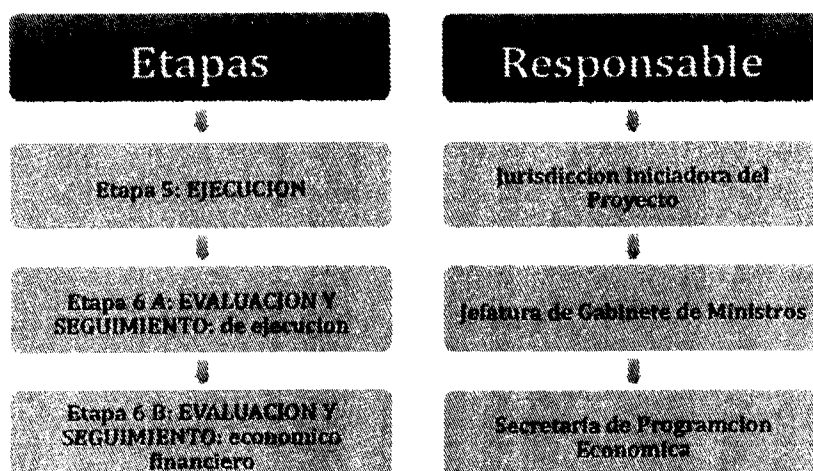 Etapas
Responsable
Etapa 5: EJECUCION
Jurisdiccion Iniciadora del
Proyecto
Etapa 6 A: EVALUACION Y
SEGUIMIENTO: de ejecucion
Jefatura de Gabinete de Ministros
Etapa 6 B: EVALUACION Y
SEGUIMIENTO: economico
financiero
Secretaria de Programcion
Economica